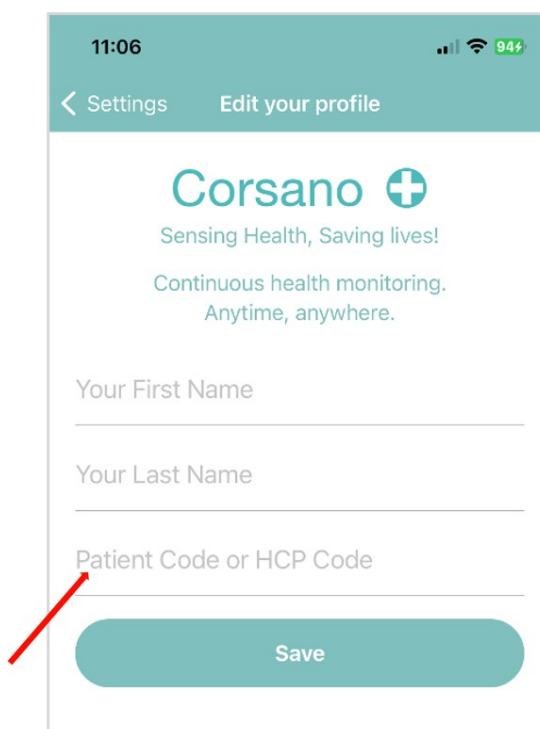 11:06
94
Settings
Edit your profile
Corsano
Sensing Health, Saving lives!
Continuous health monitoring.
Anytime, anywhere.
Your First Name
Your Last Name
Patient Code or HCP Code
Save